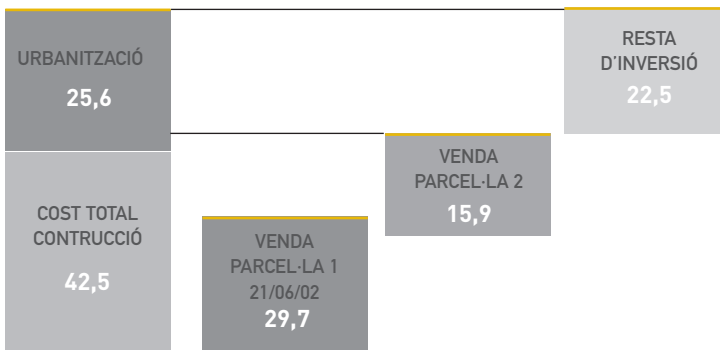 URBANITZACIÓ
25,6
COST TOTAL
CONTRUCCIÓ
42,5
VENDA
PARCEL·LA 1
21/06/02
29,7
VENDA
PARCEL·LA 2
15,9
RESTA
D'INVERSIÓ
22,5